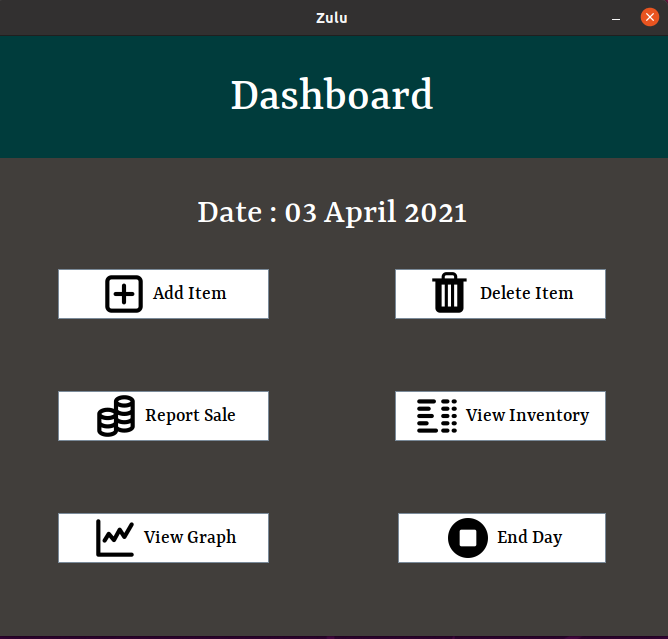 Zulu
Dashboard
Date : 03 April 2021
Add Item
Delete Item
Report Sale
View Inventory
View Graph
End Day